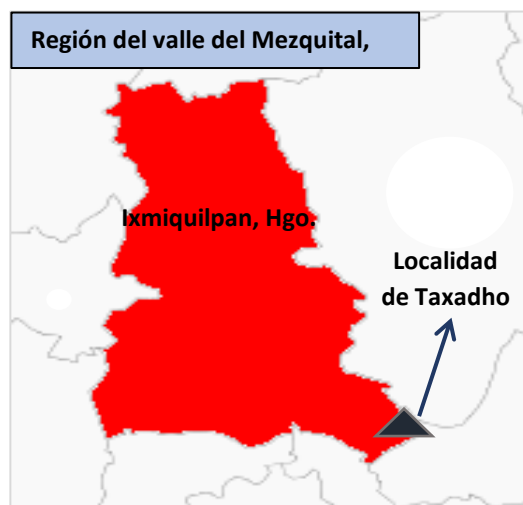 Región del valle del Mezquital,
Ixmiquilpan, Hgo.
Localidad
de Taxadho